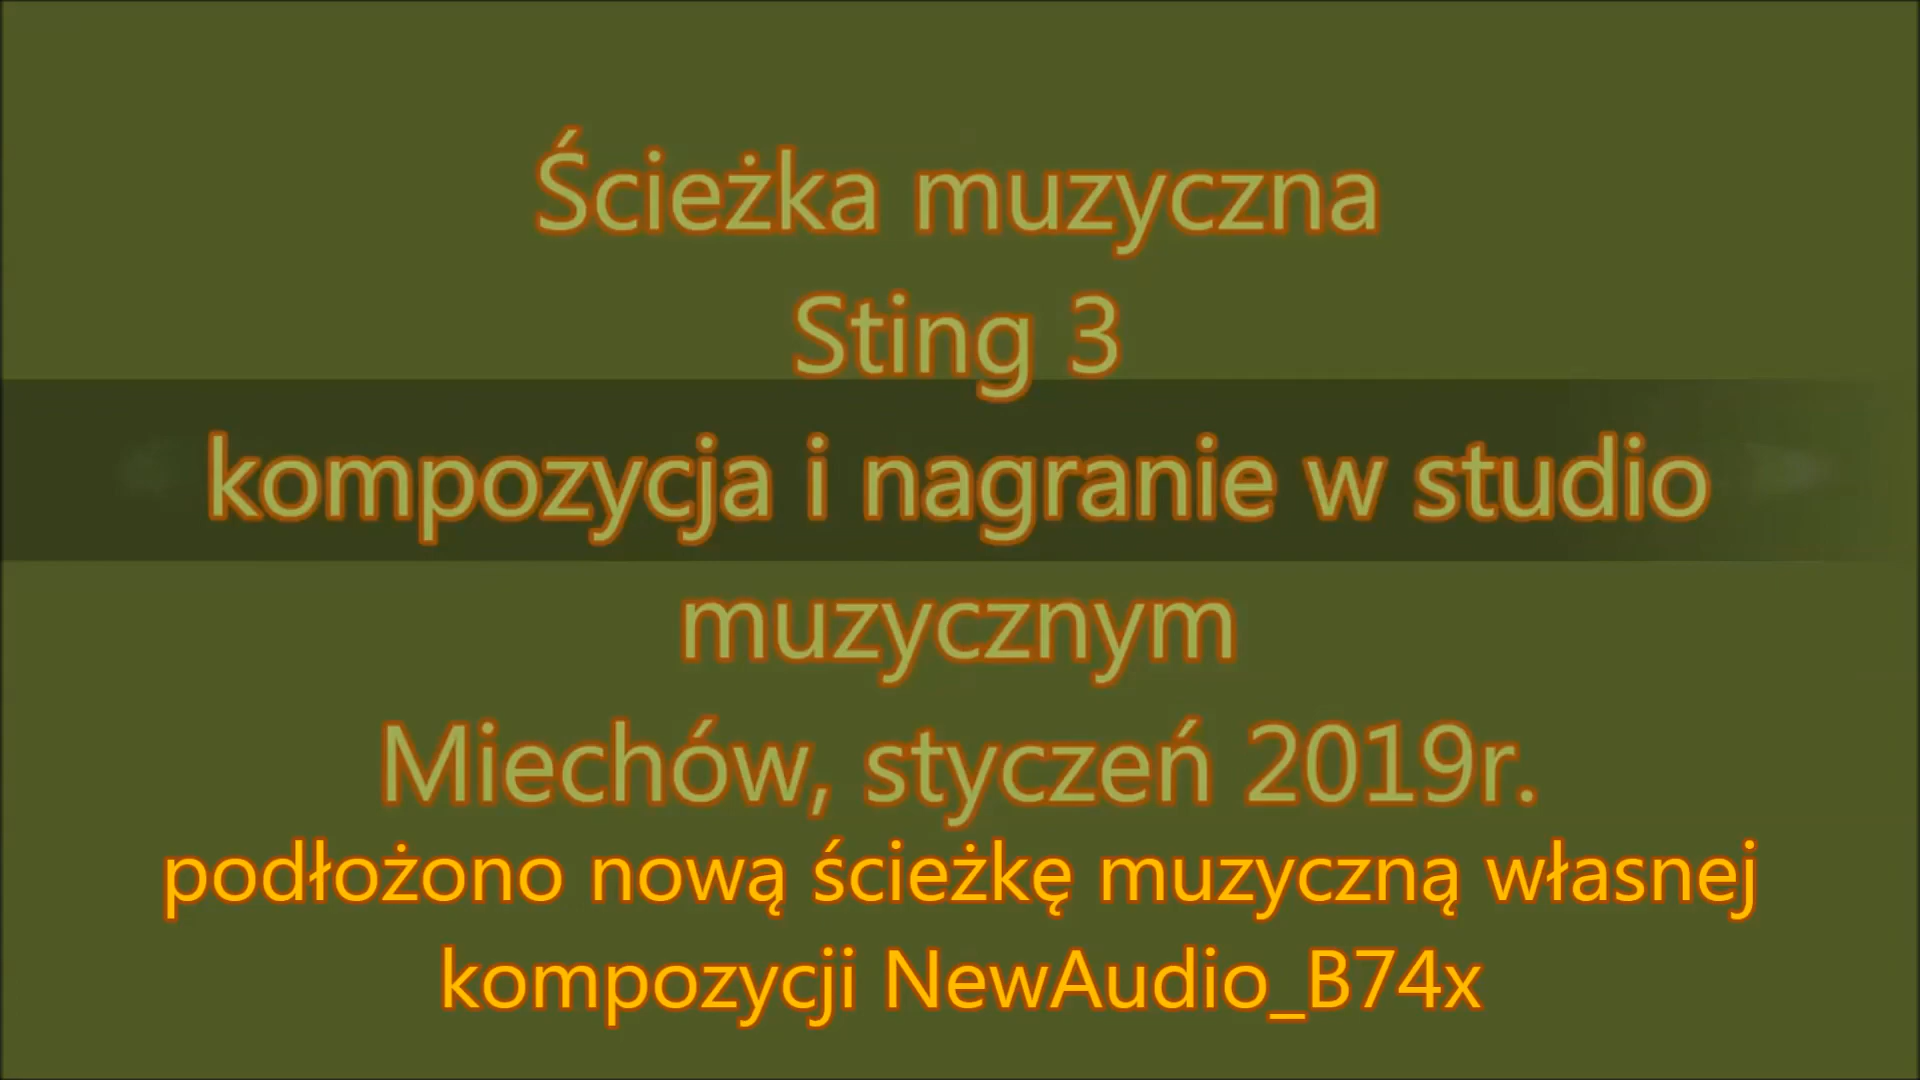 Ścieżka muzyczna
Sting 3
kompozycja i nagranie w studio
muzycznym
Miechów, styczeń 2019r.
podłożono nową ścieżkę muzyczną własnej
kompozycji NewAudio_B74x